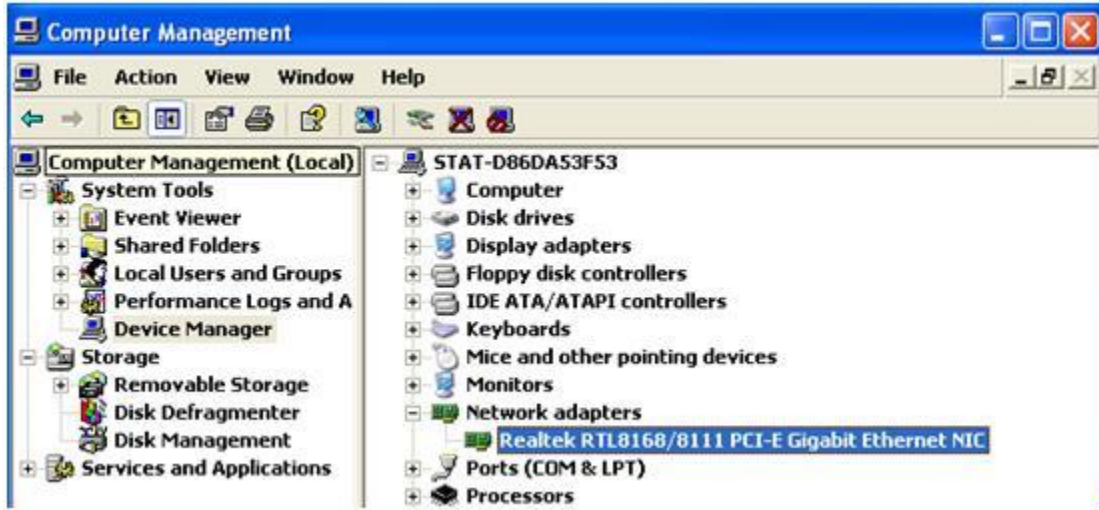 Computer Management
File Action View Window Help
Computer Management (Local)
System Tools
Event Viewer
Shared Folders
Local Users and Groups
Performance Logs and A
Device Manager
Storage
Removable Storage
Disk Defragmenter
Disk Management
Services and Applications
STAT-D86DA53F53
Computer
Disk drives
Display adapters
Floppy disk controllers
IDE ATA/ATAPI controllers
Keyboards
Mice and other pointing devices
Monitors
Network adapters
Realtek RTL8168/8111 PCI-E Gigabit Ethernet NIC
Ports (COM & LPT)
Processors